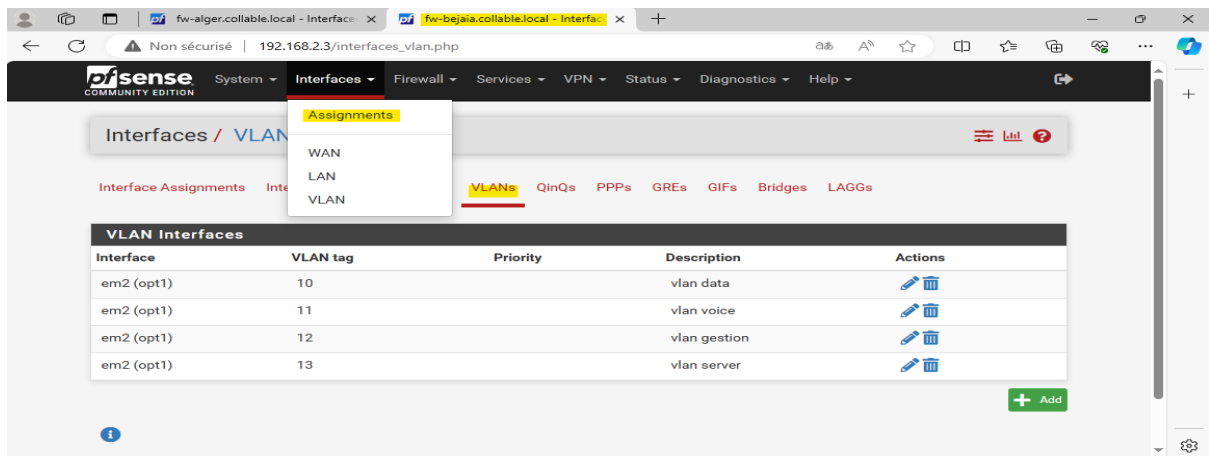 fw-alger.collable.local - Interface
fw-bejaia.collable.local - Interfac
Non sécurisé 192.168.2.3/interfaces_vlan.php
pfsense System Interfaces Firewall Services VPN Status Diagnostics Help
COMMUNITY EDITION
Assignments
Interfaces / VLAN
WAN
LAN
VLAN
Interface Assignments Inte VLANs QinQs PPPs GREs GIFs Bridges LAGGs
VLAN Interfaces
Interface VLAN tag Priority Description Actions
em2 (opt1) 10 vlan data
em2 (opt1) 11 vlan voice
em2 (opt1) 12 vlan gestion
em2 (opt1) 13 vlan server
Add